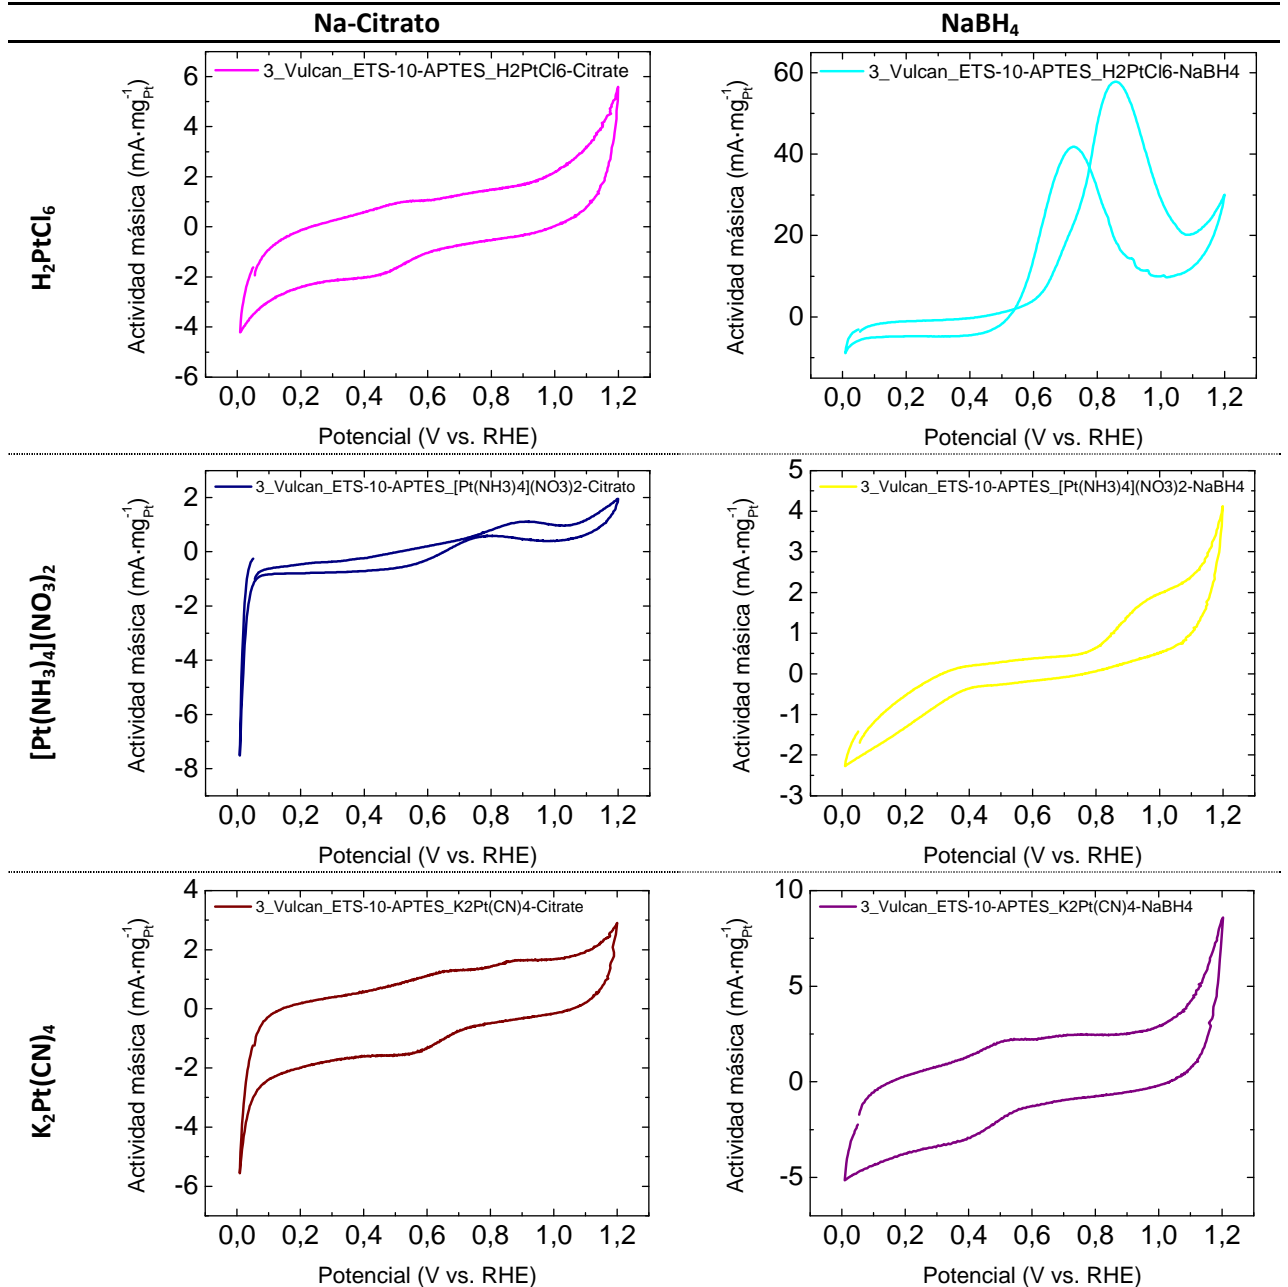 Na-Citrato
NaBH4
H2PtCl6
3_Vulcan_ETS-10-APTES_H2PtCl6-Citrate
Actividad másica (mA·mg-1Pt)
6
4
2
0
-2
-4
-6
0,0 0,2 0,4 0,6 0,8 1,0 1,2
Potencial (V vs. RHE)
3_Vulcan_ETS-10-APTES_H2PtCl6-NaBH4
Actividad másica (mA·mg-1Pt)
60
40
20
0
0,0 0,2 0,4 0,6 0,8 1,0 1,2
Potencial (V vs. RHE)
[Pt(NH3)4](NO3)2
3_Vulcan_ETS-10-APTES_[Pt(NH3)4](NO3)2-Citrato
Actividad másica (mA·mg-1Pt)
2
0
-2
-4
-6
-8
0,0 0,2 0,4 0,6 0,8 1,0 1,2
Potencial (V vs. RHE)
3_Vulcan_ETS-10-APTES_[Pt(NH3)4](NO3)2-NaBH4
Actividad másica (mA·mg-1Pt)
5
4
3
2
1
0
-1
-2
-3
0,0 0,2 0,4 0,6 0,8 1,0 1,2
Potencial (V vs. RHE)
K2Pt(CN)4
3_Vulcan_ETS-10-APTES_K2Pt(CN)4-Citrate
Actividad másica (mA·mg-1Pt)
4
2
0
-2
-4
-6
0,0 0,2 0,4 0,6 0,8 1,0 1,2
Potencial (V vs. RHE)
3_Vulcan_ETS-10-APTES_K2Pt(CN)4-NaBH4
Actividad másica (mA·mg-1Pt)
10
5
0
-5
0,0 0,2 0,4 0,6 0,8 1,0 1,2
Potencial (V vs. RHE)